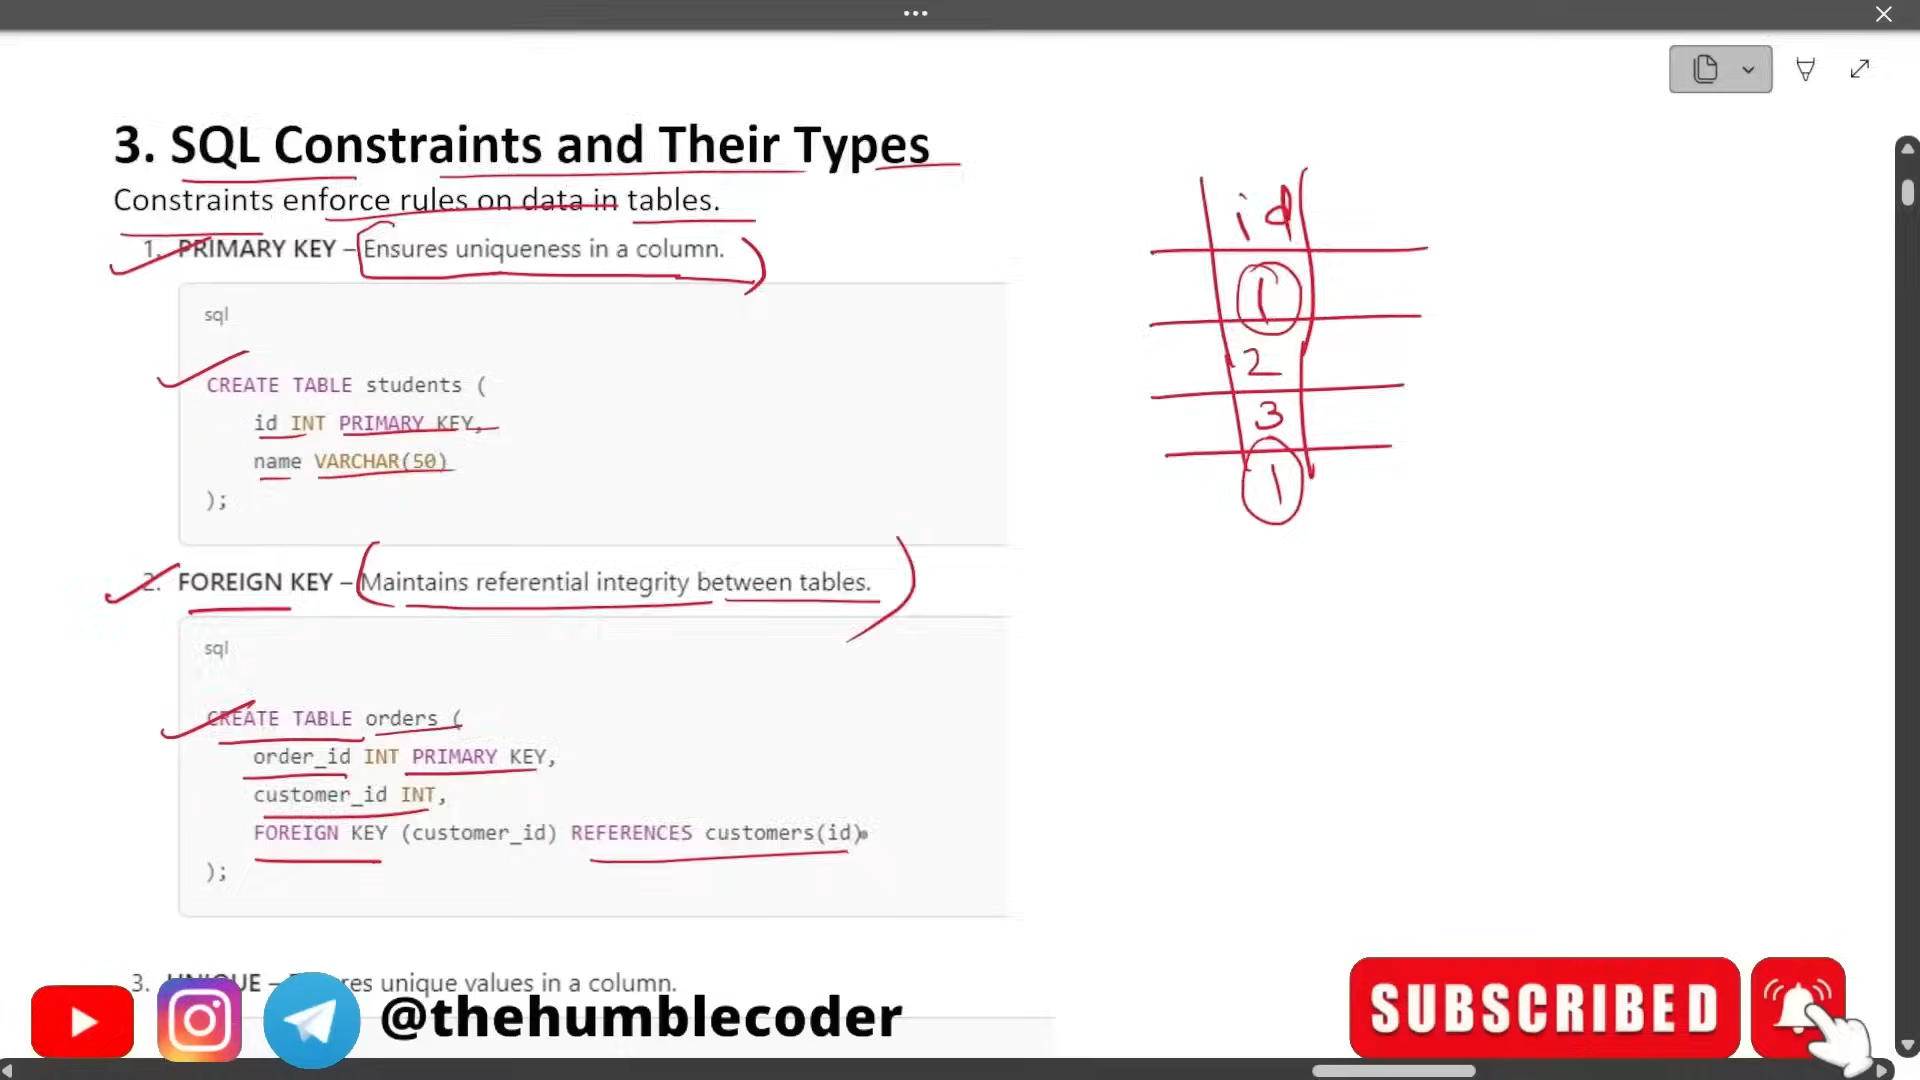 3. SQL Constraints and Their Types
Constraints enforce rules on data in tables.
1. PRIMARY KEY – Ensures uniqueness in a column.
sql
CREATE TABLE students (
id INT PRIMARY KEY,
name VARCHAR(50)
);
2. FOREIGN KEY – Maintains referential integrity between tables.
sql
CREATE TABLE orders (
order_id INT PRIMARY KEY,
customer_id INT,
FOREIGN KEY (customer_id) REFERENCES customers(id)
);
3. UNIQUE – Ensures unique values in a column.
id
1
2
3
1
@thehumblecoder
SUBSCRIBED